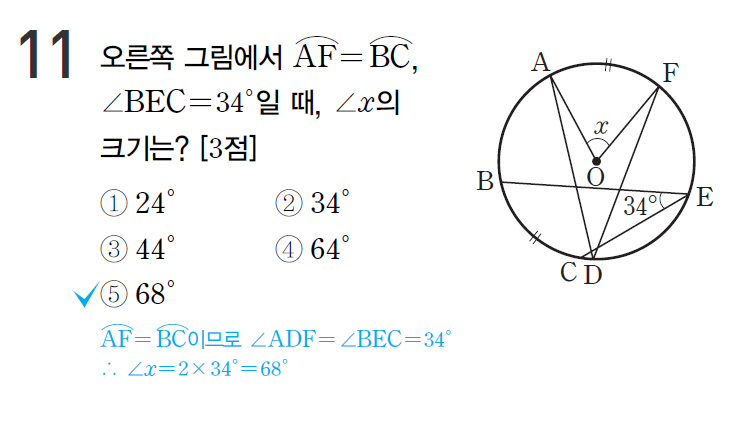 11
오른쪽 그림에서 AF=BC,
∠BEC=34°일 때, ∠x의
크기는? [3점]
① 24° ② 34°
③ 44° ④ 64°
⑤ 68°
AF=BC이므로 ∠ADF=∠BEC=34°
∴ ∠x=2×34°=68°
A
F
x
O
B
E
34°
C D